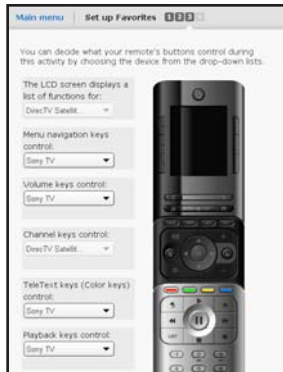 Main menu | Set up Favorites 1 2 3
You can decide what your remote's buttons control during
this activity by choosing the device from the drop-down lists.
The LCD screen displays a
list of functions for:
DirecTV Satellit...
Menu navigation keys
control:
Sony TV
Volume keys control:
Sony TV
Channel keys control:
DirecTV Satellit...
TeleText keys (Color keys)
control:
Sony TV
Playback keys control:
Sony TV